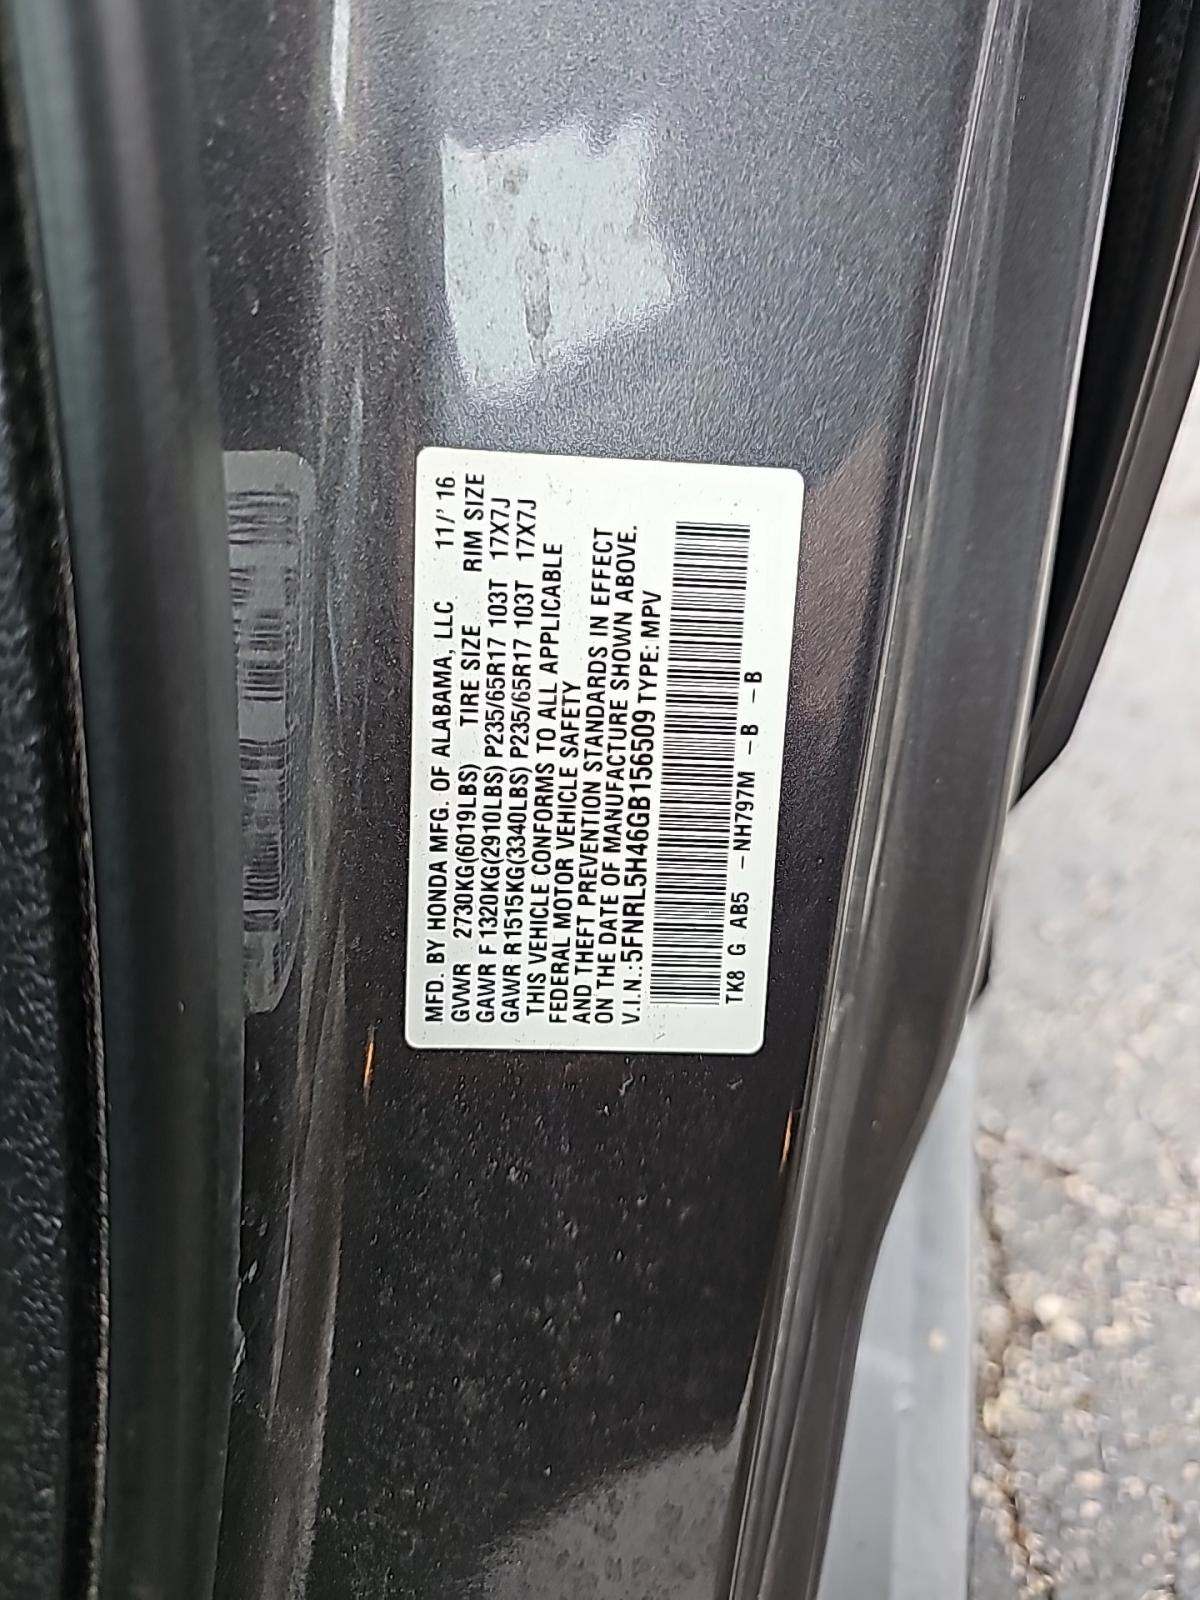 MFD. BY HONDA MFG. OF ALABAMA, LLC 11/' 16
GVWR 2730KG(6019LBS) TIRE SIZE RIM SIZE
GAWR F 1320KG(2910LBS) P235/65R17 103T 17X7J
GAWR R1515KG(3340LBS) P235/65R17 103T 17X7J
THIS VEHICLE CONFORMS TO ALL APPLICABLE
FEDERAL MOTOR VEHICLE SAFETY
AND THEFT PREVENTION STANDARDS IN EFFECT
ON THE DATE OF MANUFACTURE SHOWN ABOVE.
V.I.N.:5FNRL5H46GB156509 TYPE: MPV
TK8 G AB5 -NH797M -B -B